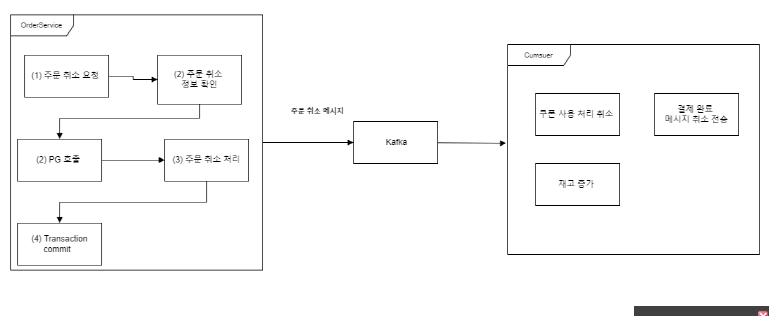 OrderService
(1) 주문 취소 요청
(2) 주문 취소
정보 확인
(2) PG 호출
(3) 주문 취소 처리
(4) Transaction
commit
주문 취소 메시지
Kafka
Cumsuer
쿠폰 사용 처리 취소
결제 완료
메시지 취소 전송
재고 증가